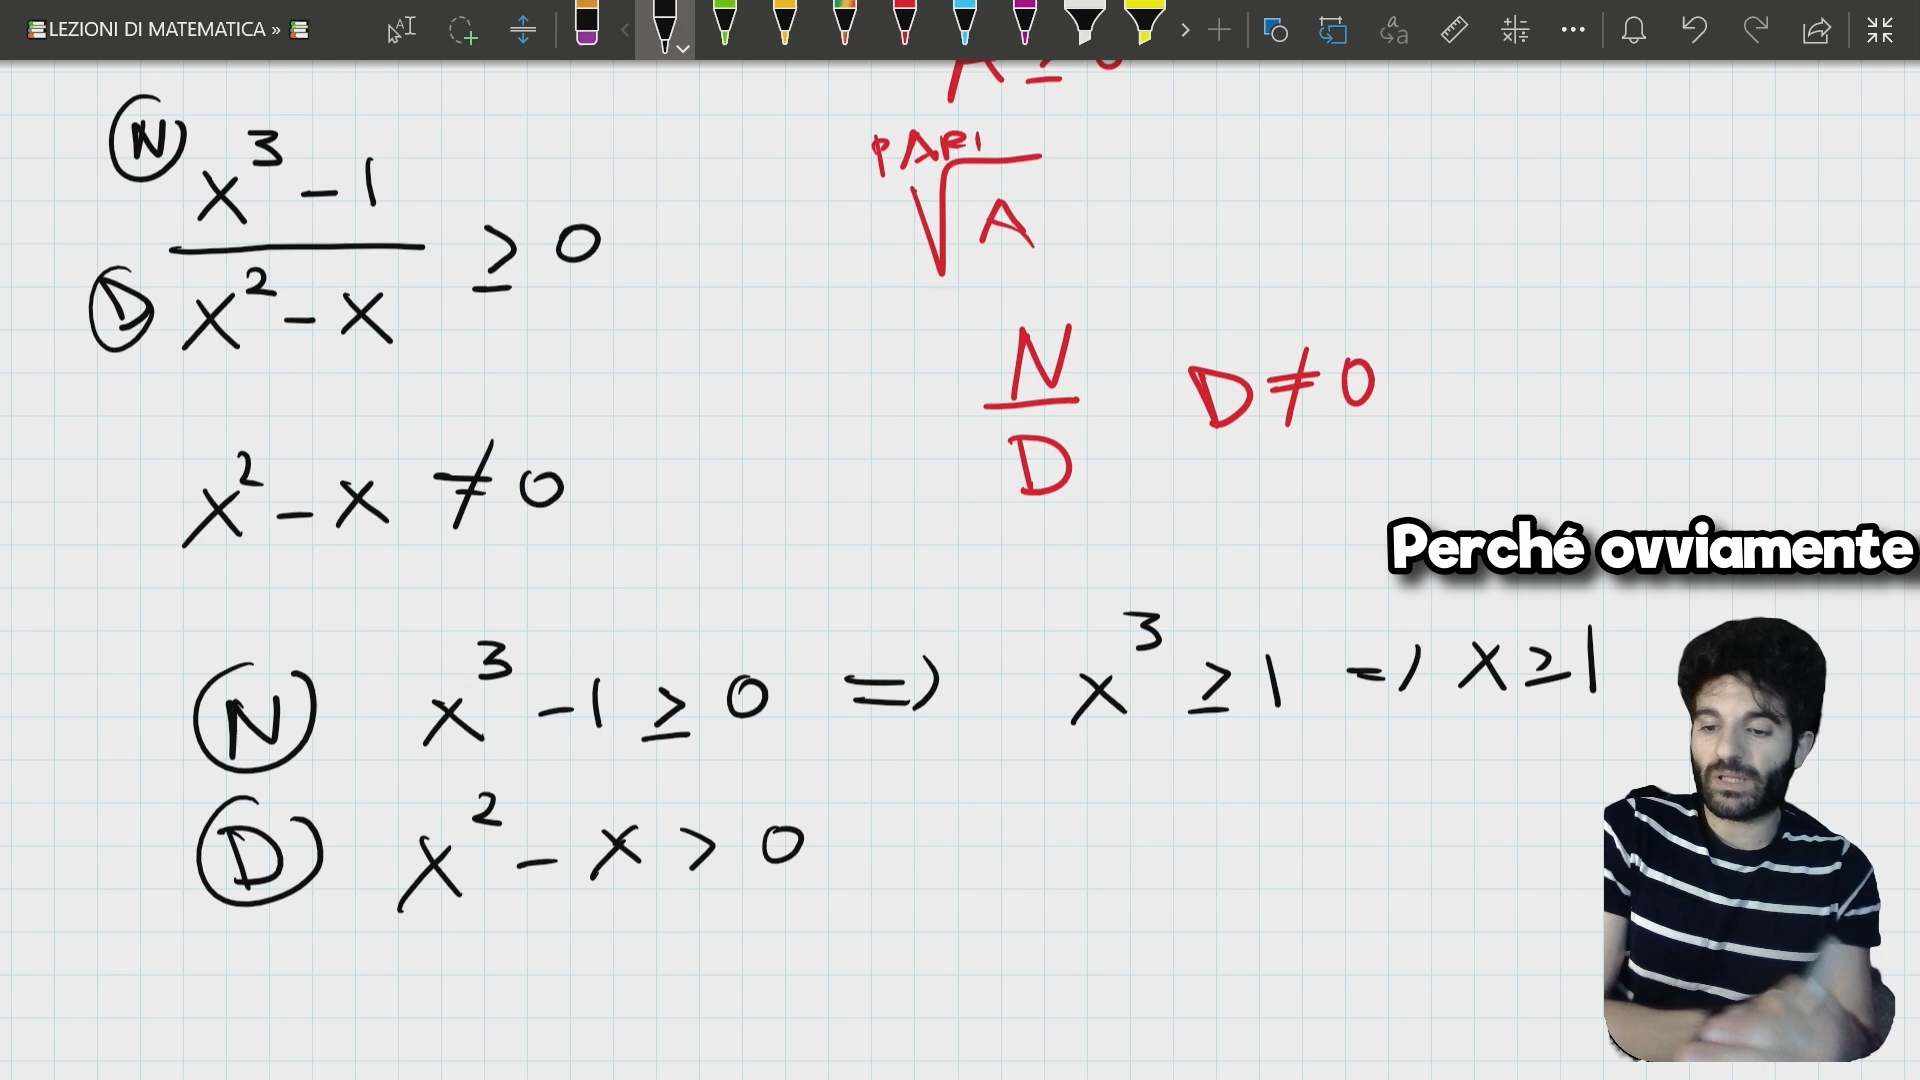 LEZIONI DI MATEMATICA »
A ≥ 0
N
x³ - 1
≥ 0
D
x² - x
PARI
√A
N
D
D ≠ 0
x² - x ≠ 0
Perché ovviamente
N x³ - 1 ≥ 0 => x³ ≥ 1 => x ≥ 1
D x² - x > 0